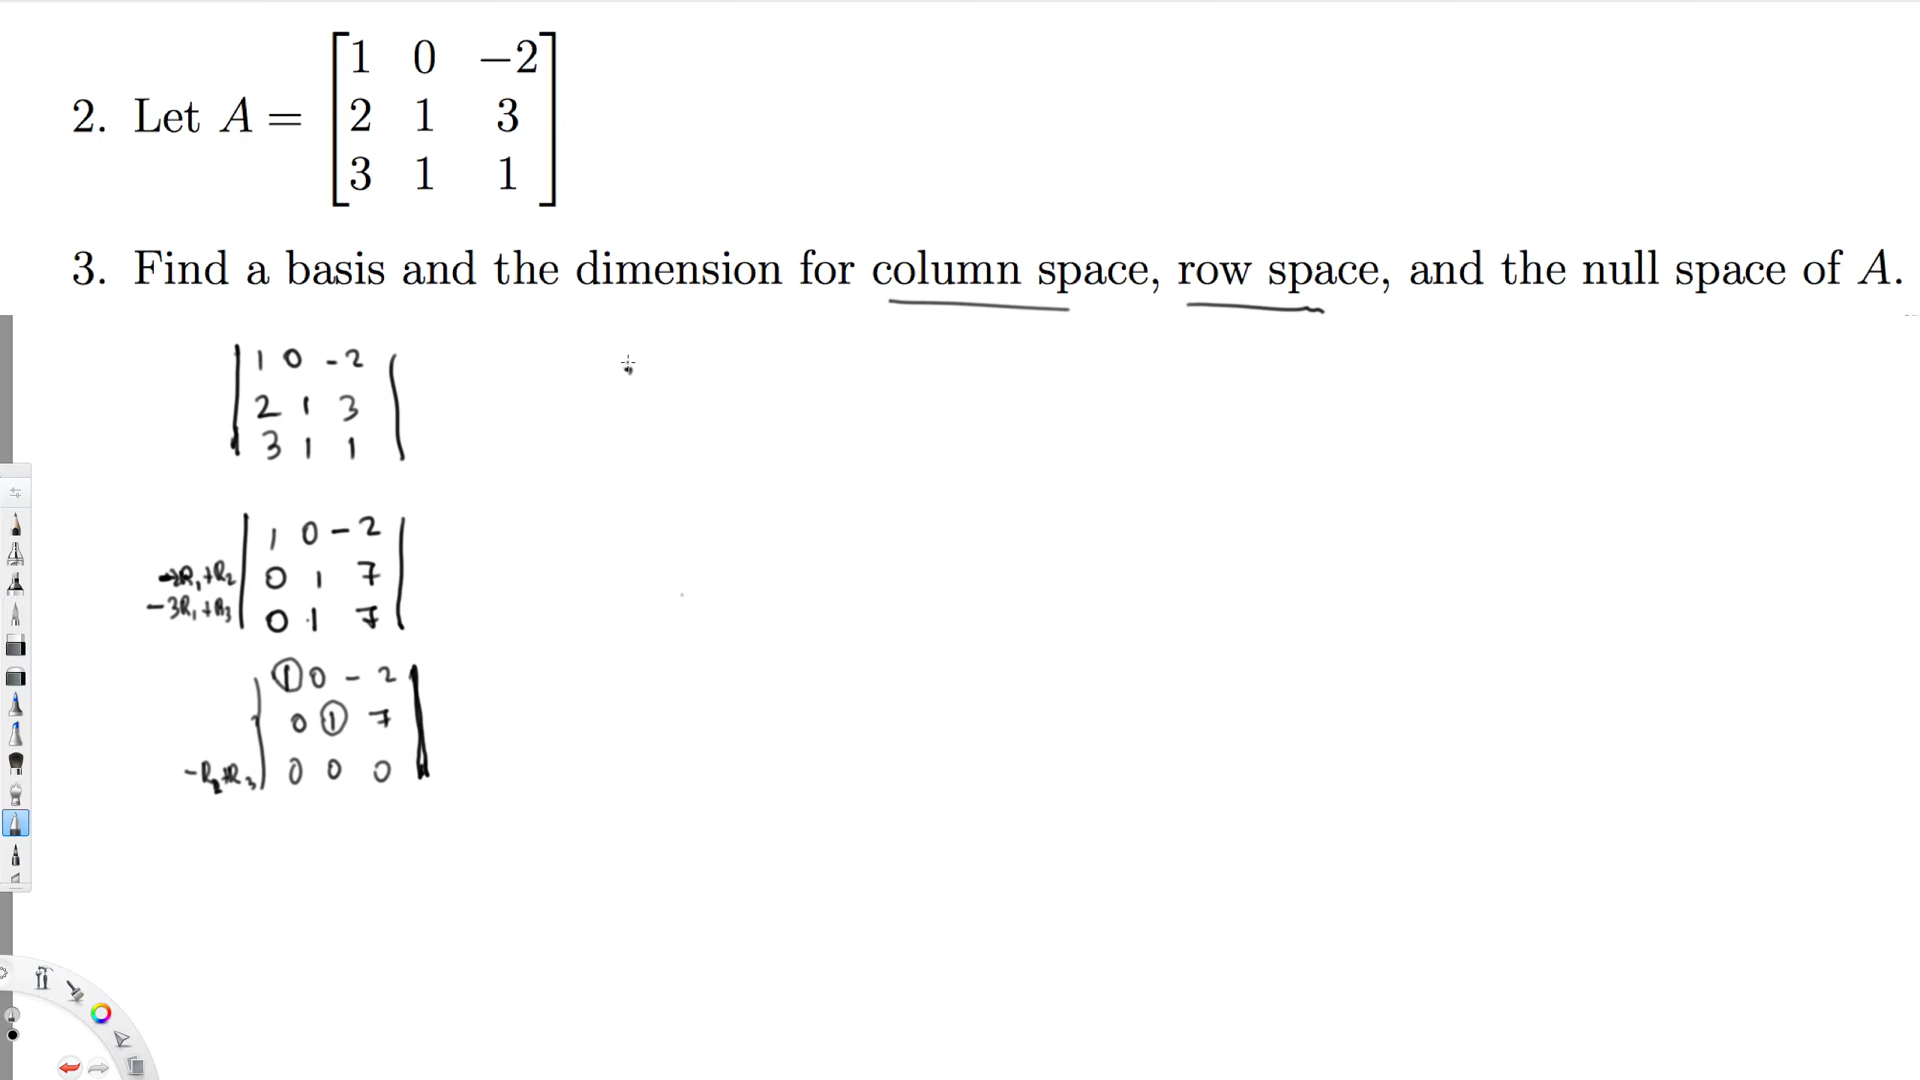 2. Let A = [1 0 −2
2 1 3
3 1 1]
3. Find a basis and the dimension for column space, row space, and the null space of A.
1 0 -2
2 1 3
3 1 1
1 0 -2
-2R₁+R₂ 0 1 7
-3R₁+R₃ 0 1 7
1 0 -2
0 1 7
-R₂+R₃ 0 0 0